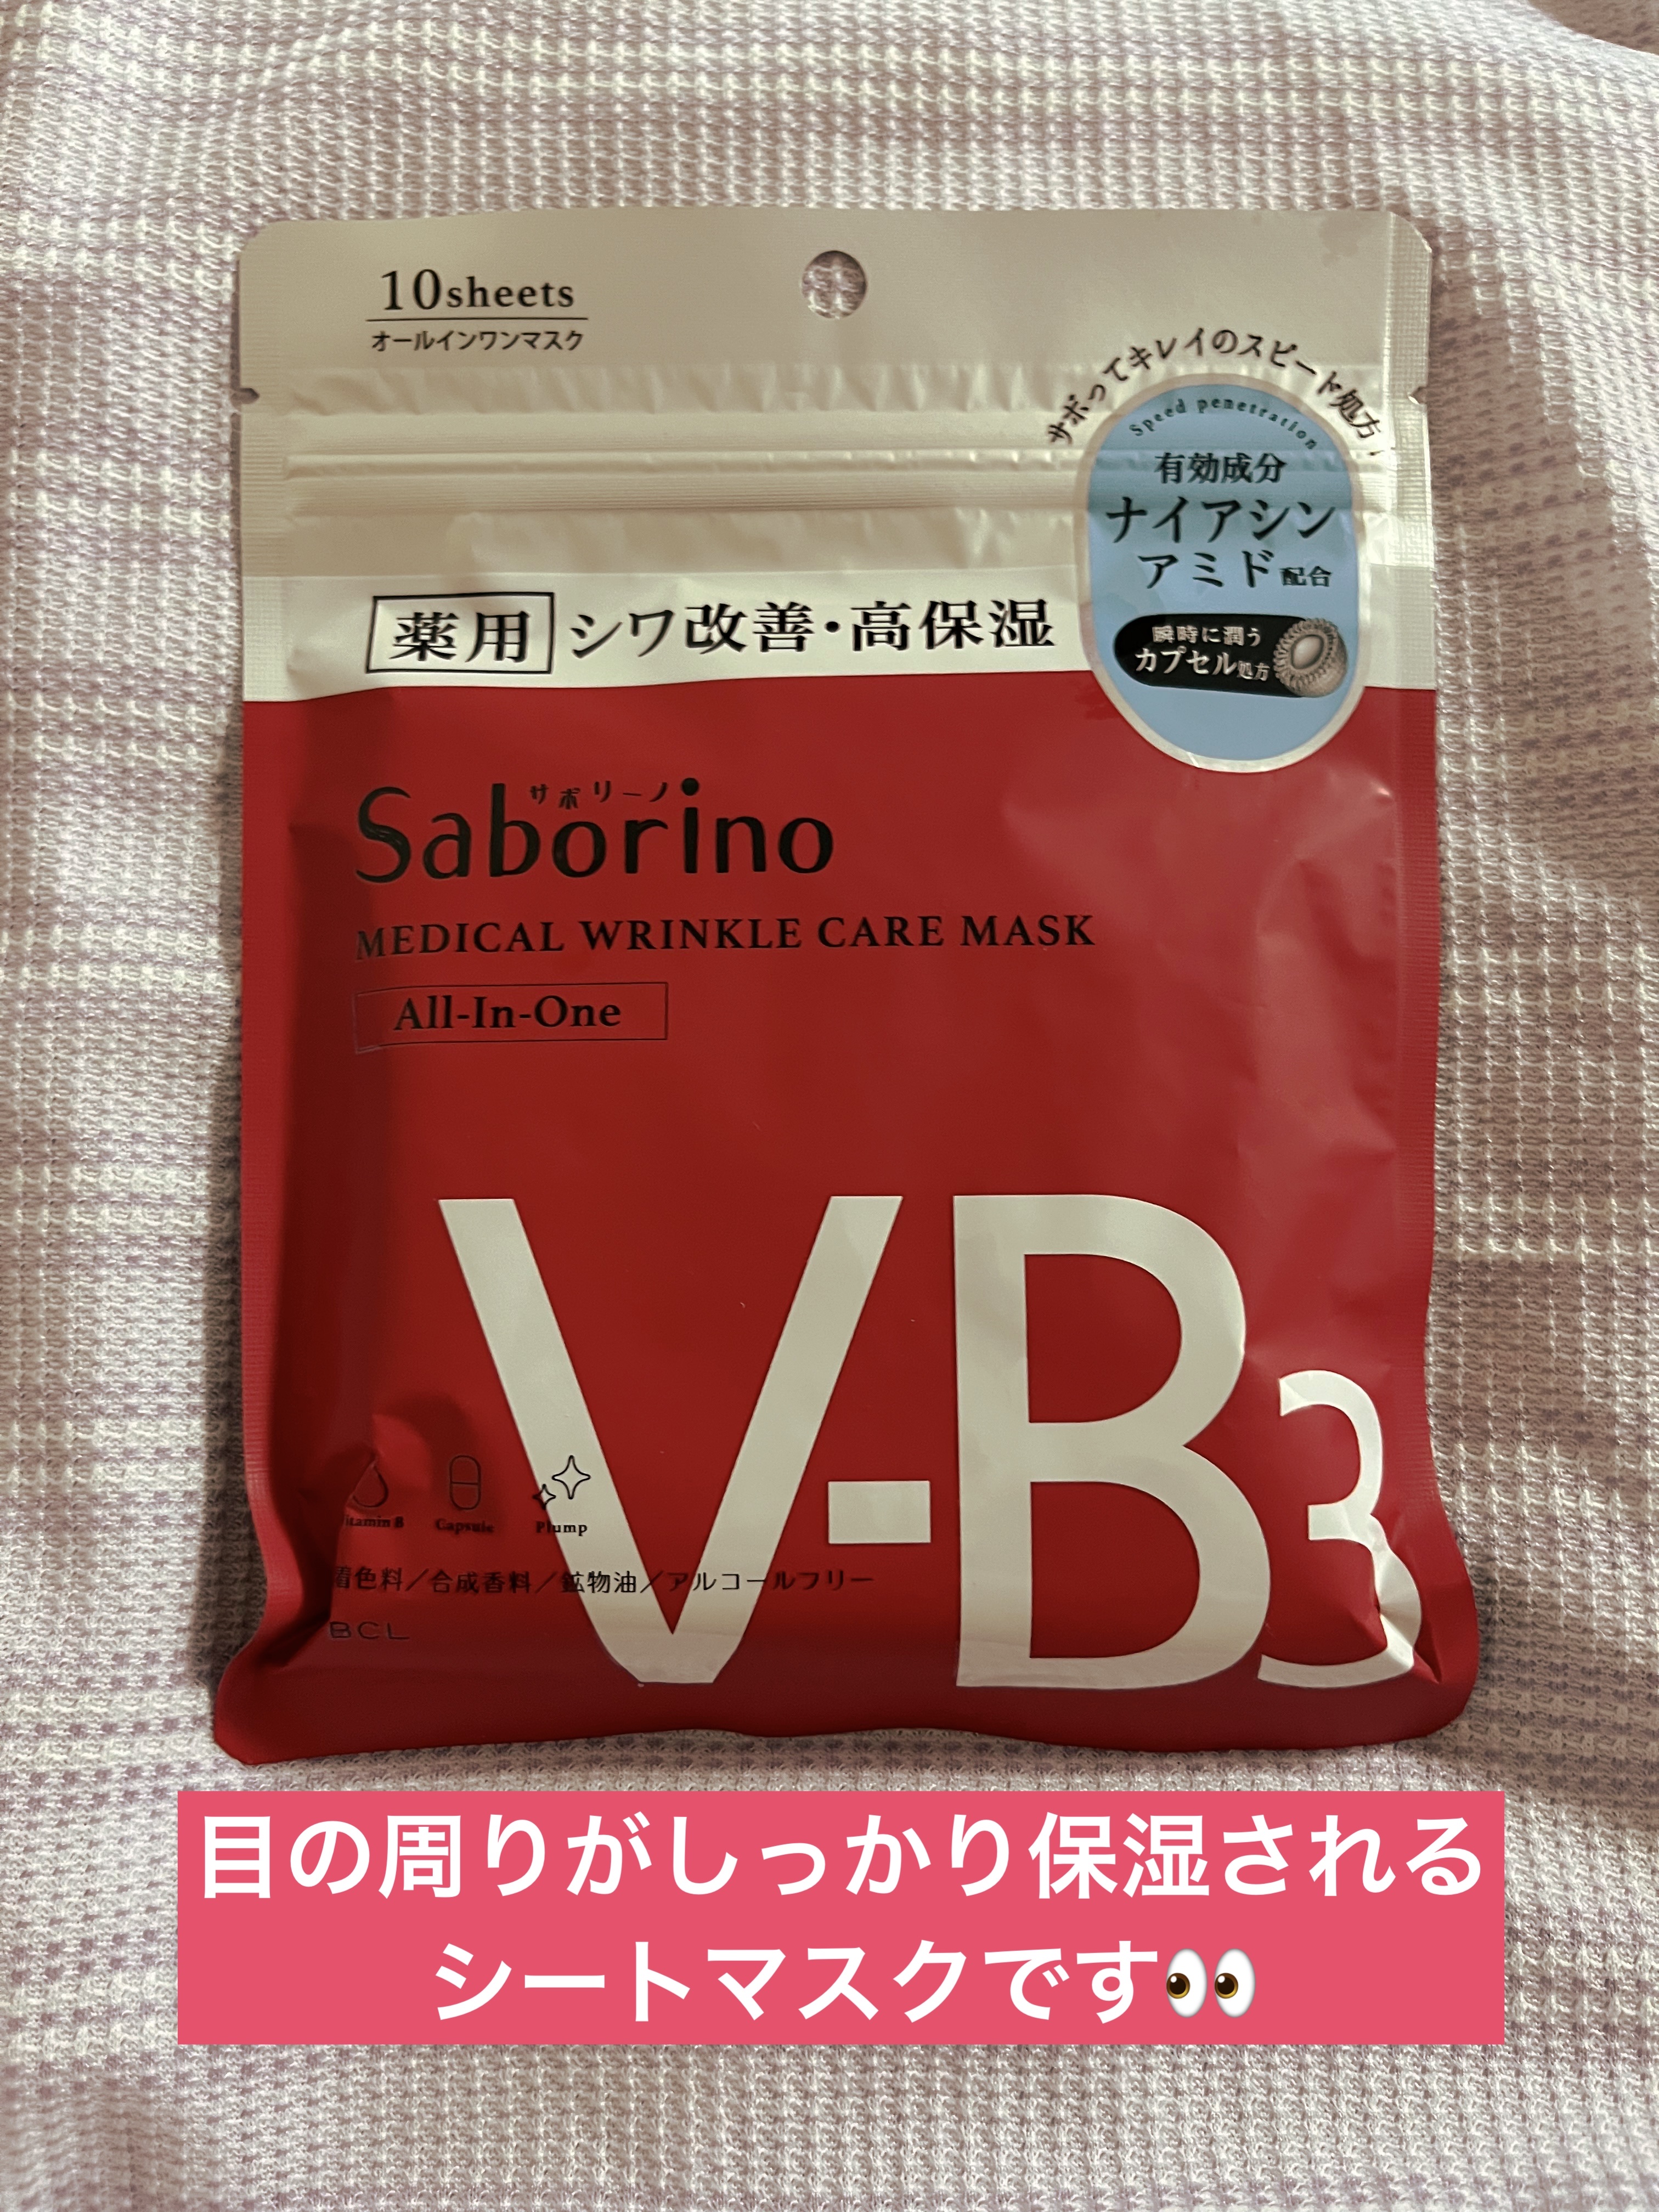 10sheets
オールインワンマスク
サボってキレイのスピード処方
Speed penetration
有効成分
ナイアシン
アミド配合
瞬時に潤う
カプセル処方
薬用 シワ改善・高保湿
サボリーノ
Saborino
MEDICAL WRINKLE CARE MASK
All-In-One
V-B3
Vitamin B Capsule Plump
着色料／合成香料／鉱物油／アルコールフリー
BCL
目の周りがしっかり保湿される
シートマスクです👀